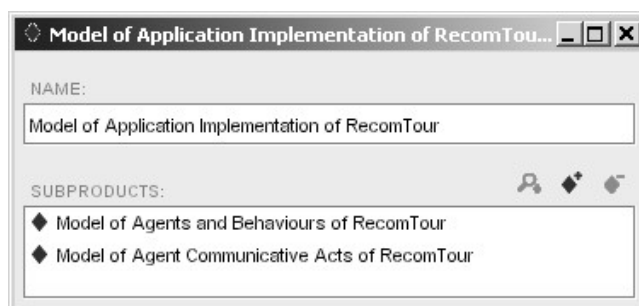 Model of Application Implementation of RecomTou...
NAME:
Model of Application Implementation of RecomTour
SUBPRODUCTS:
Model of Agents and Behaviours of RecomTour
Model of Agent Communicative Acts of RecomTour